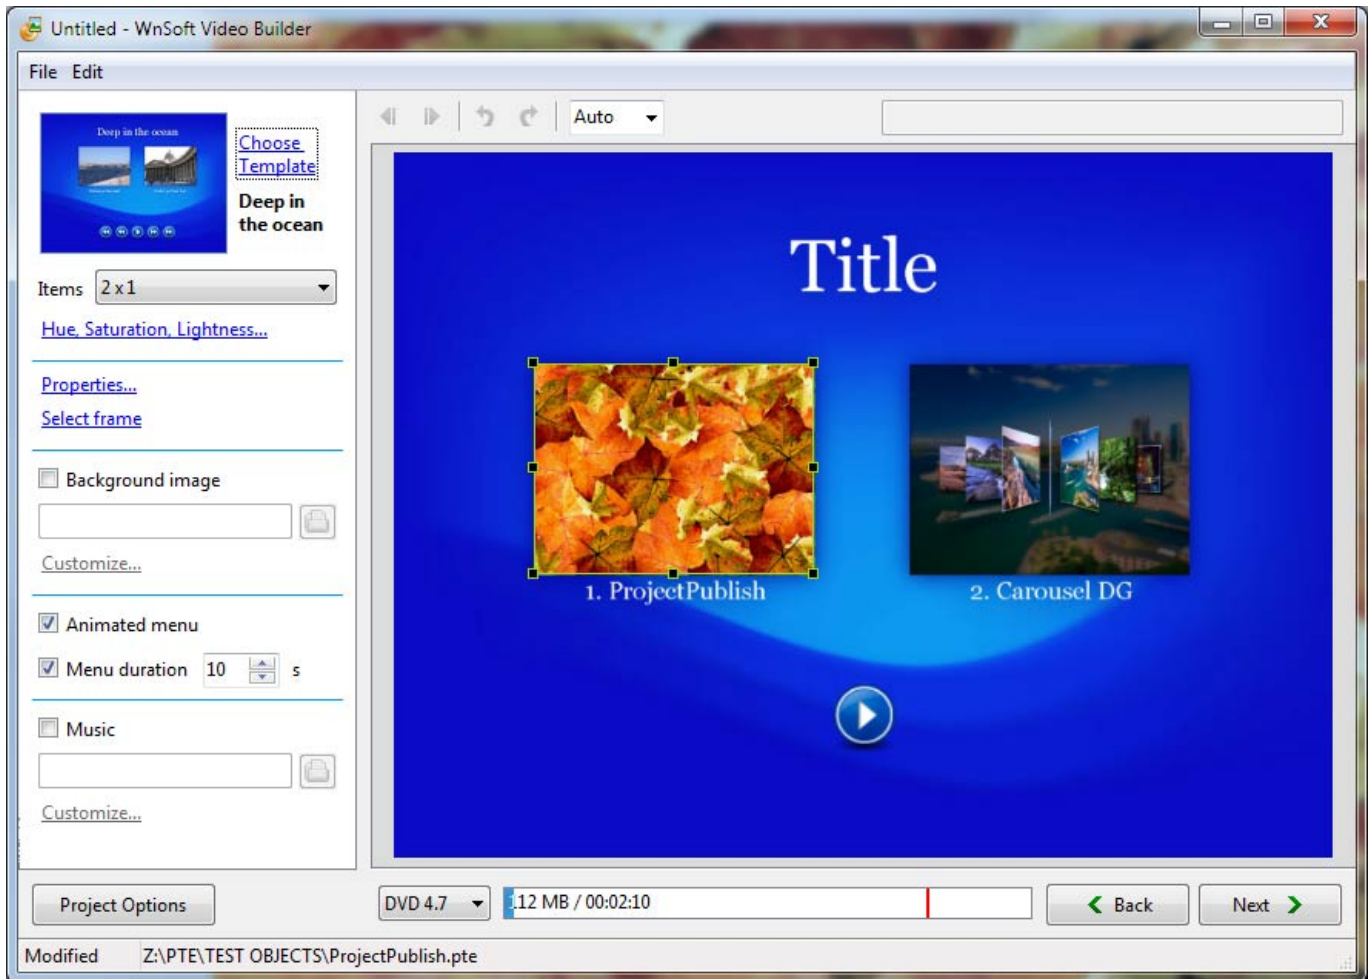 Untitled - WnSoft Video Builder
File Edit
Deep in the ocean
Choose
Template
Deep in
the ocean
Items 2 x 1
Hue, Saturation, Lightness...
Properties...
Select frame
Background image
Customize...
Animated menu
Menu duration 10 s
Music
Customize...
Auto
Title
1. ProjectPublish
2. Carousel DG
Project Options
DVD 4.7
112 MB / 00:02:10
Back
Next
Modified Z:\PTE\TEST OBJECTS\ProjectPublish.pte